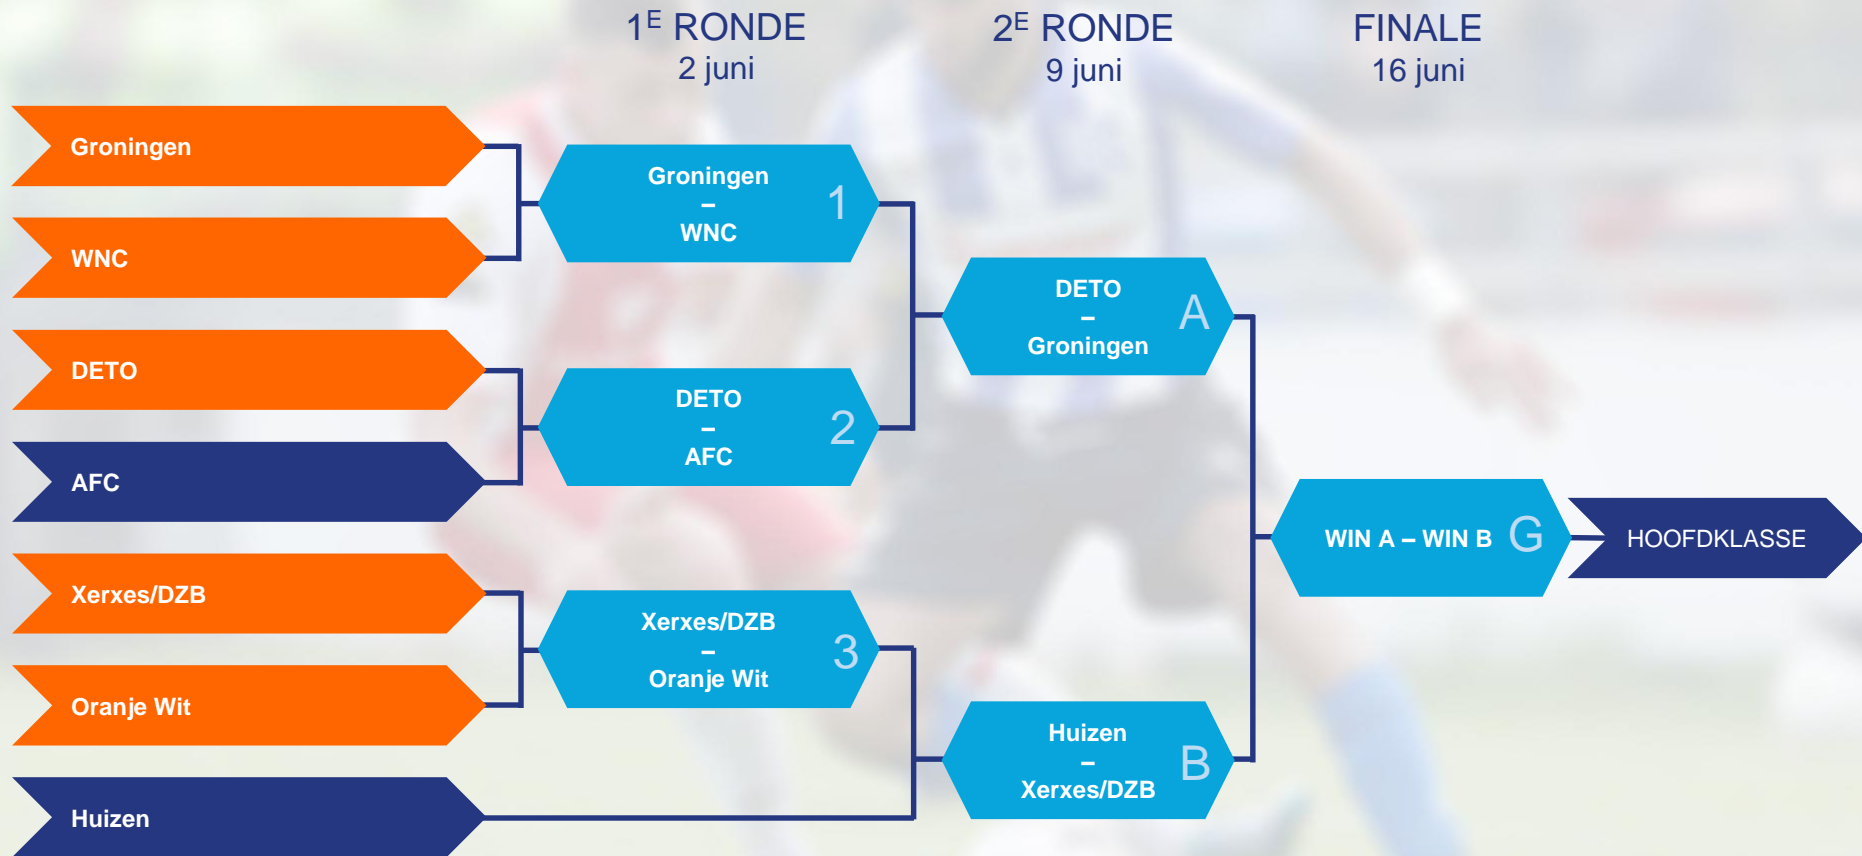 1E RONDE
2 juni
2E RONDE
9 juni
FINALE
16 juni
Groningen
WNC
DETO
AFC
Xerxes/DZB
Oranje Wit
Huizen
Groningen
–
WNC
1
DETO
–
AFC
2
Xerxes/DZB
–
Oranje Wit
3
DETO
–
Groningen
A
Huizen
–
Xerxes/DZB
B
WIN A – WIN B G
HOOFDKLASSE